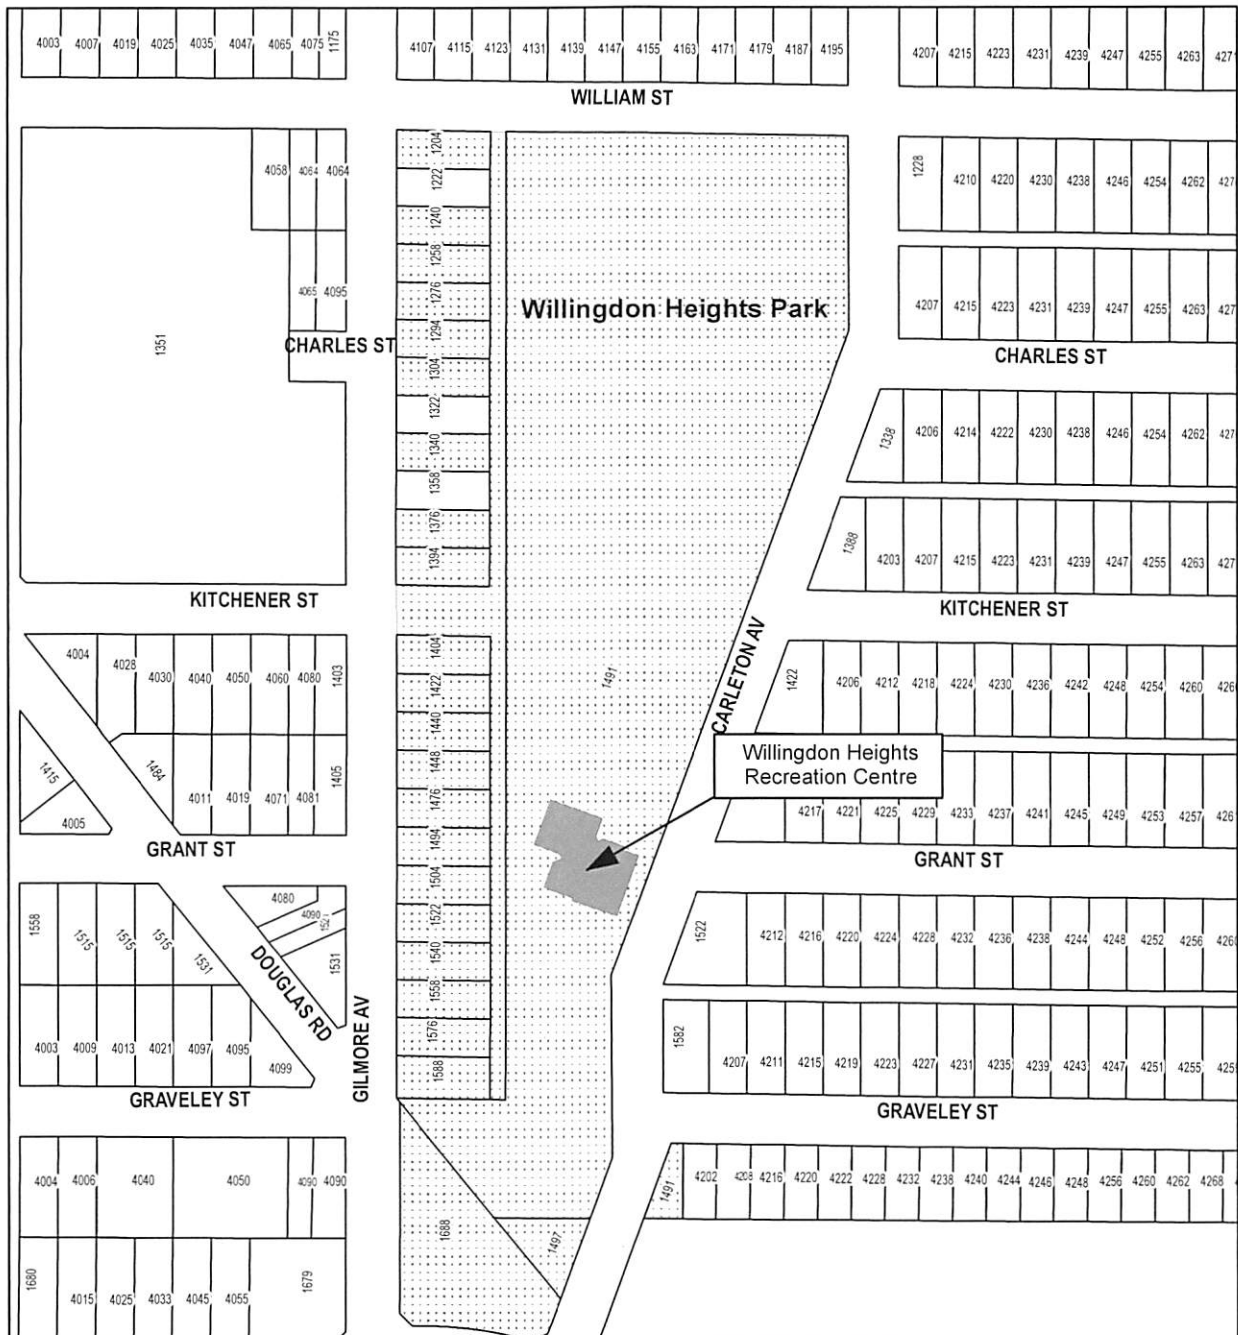 4003 4007 4019 4025 4035 4047 4065 4075 1175
4107 4115 4123 4131 4139 4147 4155 4163 4171 4179 4187 4195
4207 4215 4223 4231 4239 4247 4255 4263 4271
WILLIAM ST
4058 4064 4064
1204
1222
1240
1258
1276
1294
1304
1322
1340
1358
1376
1394
1228 4210 4220 4230 4238 4246 4254 4262
4065 4095
1351
CHARLES ST
Willingdon Heights Park
4207 4215 4223 4231 4239 4247 4255 4263
CHARLES ST
1338 4206 4214 4222 4230 4238 4246 4254 4262
1388 4203 4207 4215 4223 4231 4239 4247 4255 4263
KITCHENER ST
KITCHENER ST
4004 4028 4030 4040 4050 4060 4080 1403
1404
1422
1440
1448
1476
1494
1504
1522
1540
1558
1576
1588
1491
CARLETON AV
1422 4206 4212 4218 4224 4230 4236 4242 4248 4254 4260
1415 4005 1484 4011 4019 4071 4081 1405
Willingdon Heights
Recreation Centre
4217 4221 4225 4229 4233 4237 4241 4245 4249 4253 4257
GRANT ST
GRANT ST
1558 1515 1515 1515 1531
4080
4090
1521
1531
DOUGLAS RD
GILMORE AV
1522 4212 4216 4220 4224 4228 4232 4236 4238 4244 4248 4252 4256 4260
4003 4009 4013 4021 4097 4095 4099
1582 4207 4211 4215 4219 4223 4227 4231 4235 4239 4243 4247 4251 4255
GRAVELEY ST
GRAVELEY ST
4004 4006 4040 4050 4090 4090
1688
1497
1491 4202 4208 4216 4220 4222 4228 4232 4238 4240 4244 4246 4248 4256 4260 4262 4268
1680 4015 4025 4033 4045 4055 1679